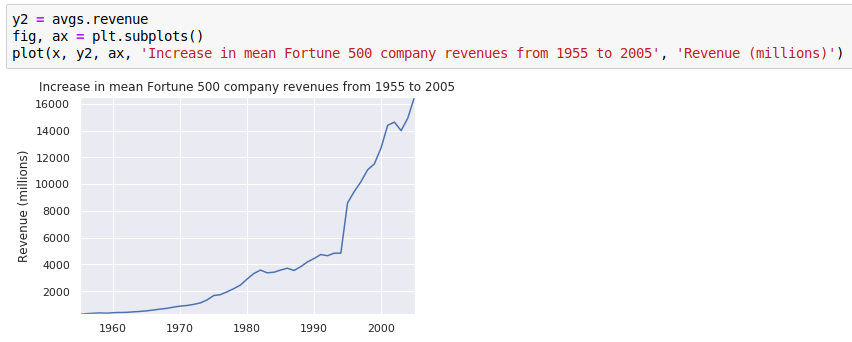 y2 = avgs.revenue
fig, ax = plt.subplots()
plot(x, y2, ax, 'Increase in mean Fortune 500 company revenues from 1955 to 2005', 'Revenue (millions)')
Increase in mean Fortune 500 company revenues from 1955 to 2005
Revenue (millions)
16000
14000
12000
10000
8000
6000
4000
2000
1960 1970 1980 1990 2000